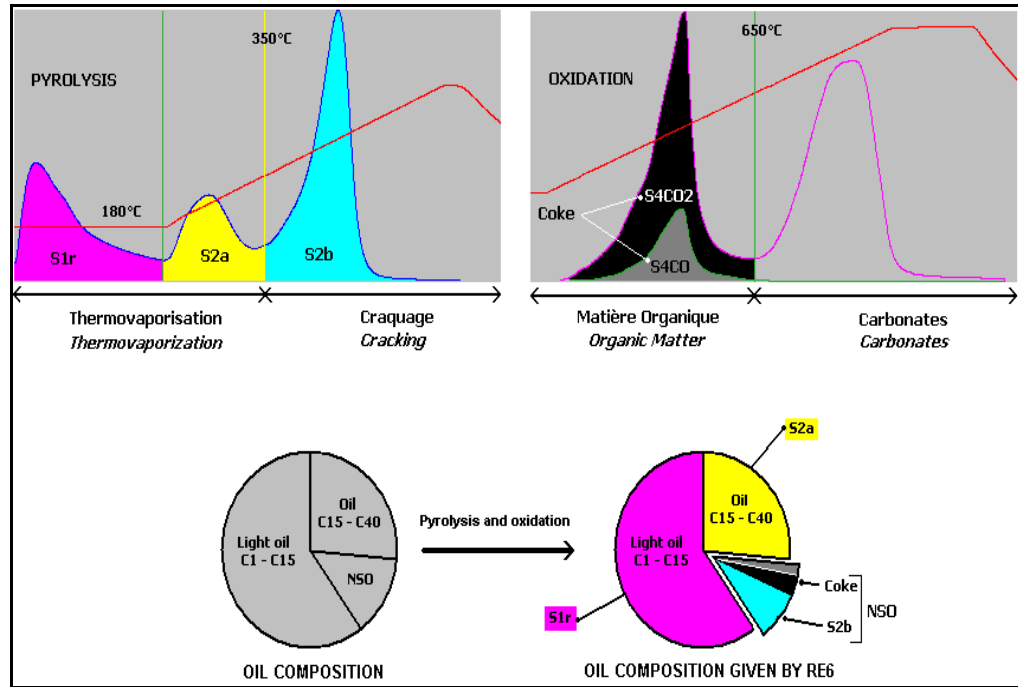 350°C
PYROLYSIS
180°C
S1r
S2a
S2b
Thermovaporisation
Thermovaporization
Craquage
Cracking
650°C
OXIDATION
Coke
S4CO2
S4CO
Matière Organique
Organic Matter
Carbonates
Carbonates
Oil
C15 - C40
Light oil
C1 - C15
NSO
OIL COMPOSITION
Pyrolysis and oxidation
S2a
Oil
C15 - C40
Light oil
C1 - C15
Coke
NSO
S2b
S1r
OIL COMPOSITION GIVEN BY RE6